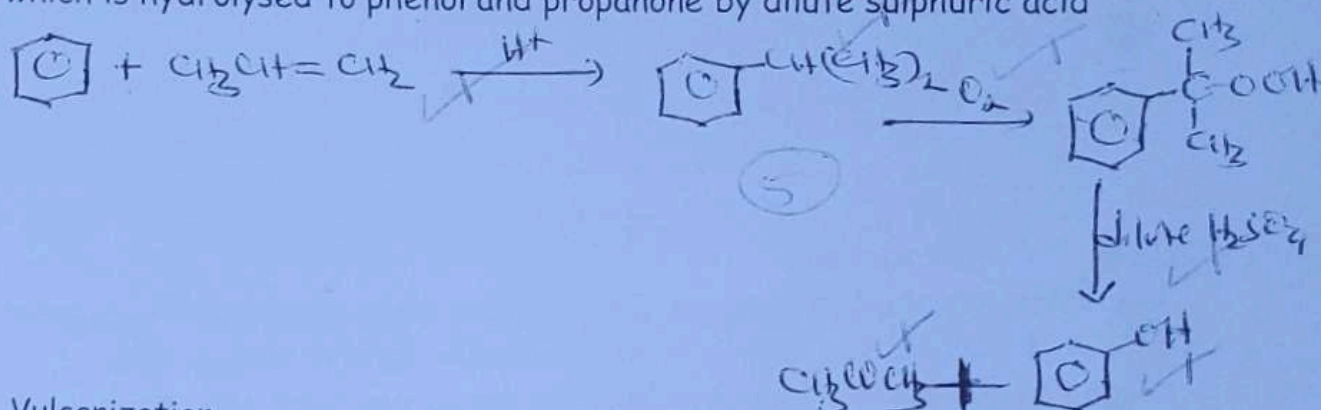 which is hydrolysed to phenol and propanone by dilute sulphuric acid
+ CH3CH=CH2 H+ CH(CH3)2 O2 CH3
C-OOH
CH3
5
dilute H2SO4
CH3COCH3 + OH
Vulcanization